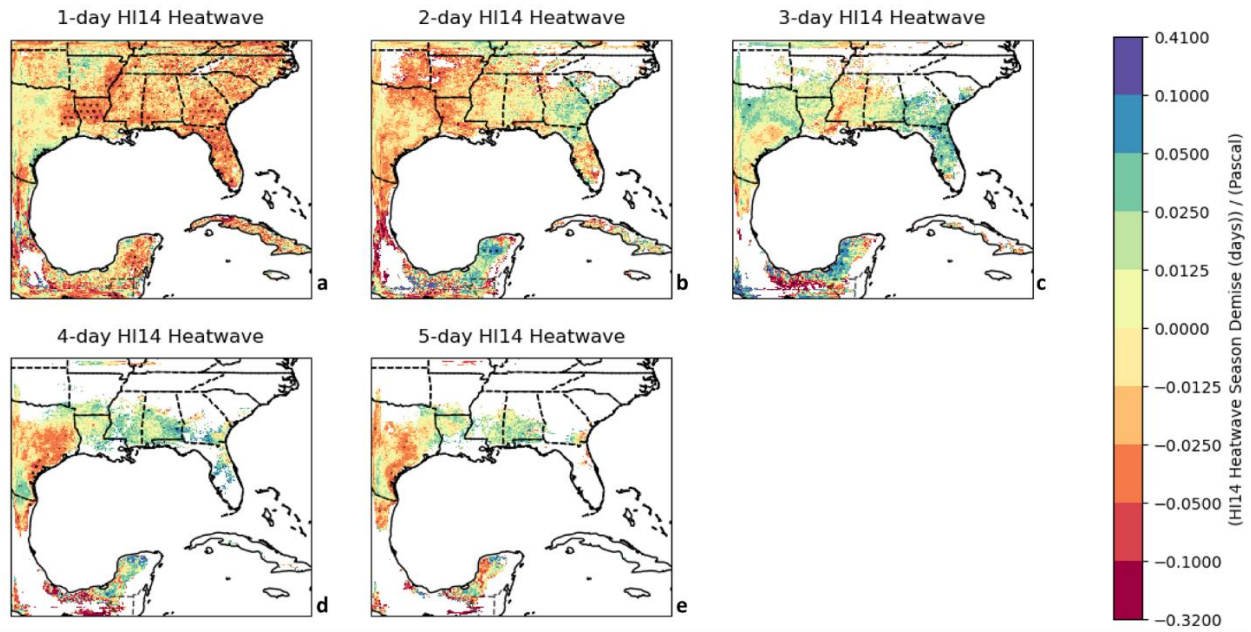 1-day HI14 Heatwave
2-day HI14 Heatwave
3-day HI14 Heatwave
a
b
c
4-day HI14 Heatwave
5-day HI14 Heatwave
d
e
0.4100
0.1000
0.0500
0.0250
0.0125
0.0000
−0.0125
−0.0250
−0.0500
−0.1000
−0.3200
(HI14 Heatwave Season Demise (days)) / (Pascal)